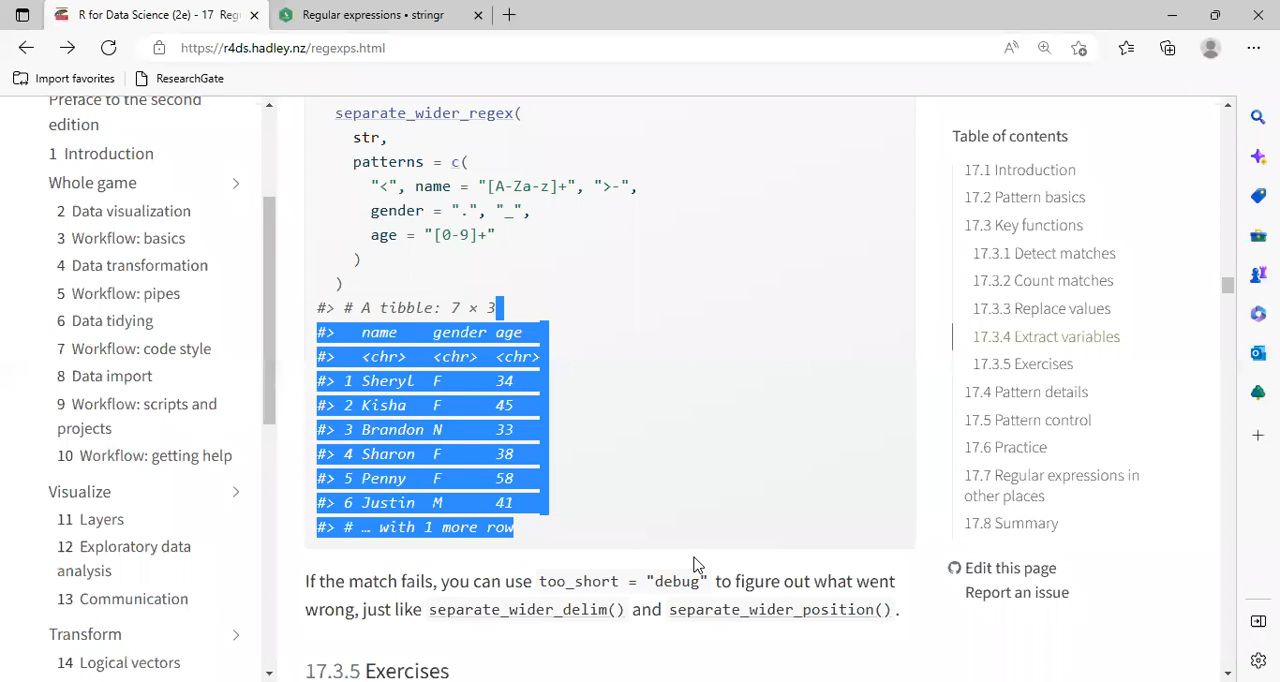 R for Data Science (2e) - 17 Regu
Regular expressions • stringr
https://r4ds.hadley.nz/regexps.html
Import favorites
ResearchGate
Preface to the second
edition
1 Introduction
Whole game
2 Data visualization
3 Workflow: basics
4 Data transformation
5 Workflow: pipes
6 Data tidying
7 Workflow: code style
8 Data import
9 Workflow: scripts and
projects
10 Workflow: getting help
Visualize
11 Layers
12 Exploratory data
analysis
13 Communication
Transform
14 Logical vectors
separate_wider_regex(
str,
patterns = c(
"<", name = "[A-Za-z]+", ">-",
gender = ".", "_",
age = "[0-9]+"
)
)
#> # A tibble: 7 × 3
#> name gender age
#> <chr> <chr> <chr>
#> 1 Sheryl F 34
#> 2 Kisha F 45
#> 3 Brandon N 33
#> 4 Sharon F 38
#> 5 Penny F 58
#> 6 Justin M 41
#> # … with 1 more row
If the match fails, you can use too_short = "debug" to figure out what went
wrong, just like separate_wider_delim() and separate_wider_position().
17.3.5 Exercises
Table of contents
17.1 Introduction
17.2 Pattern basics
17.3 Key functions
17.3.1 Detect matches
17.3.2 Count matches
17.3.3 Replace values
17.3.4 Extract variables
17.3.5 Exercises
17.4 Pattern details
17.5 Pattern control
17.6 Practice
17.7 Regular expressions in
other places
17.8 Summary
Edit this page
Report an issue